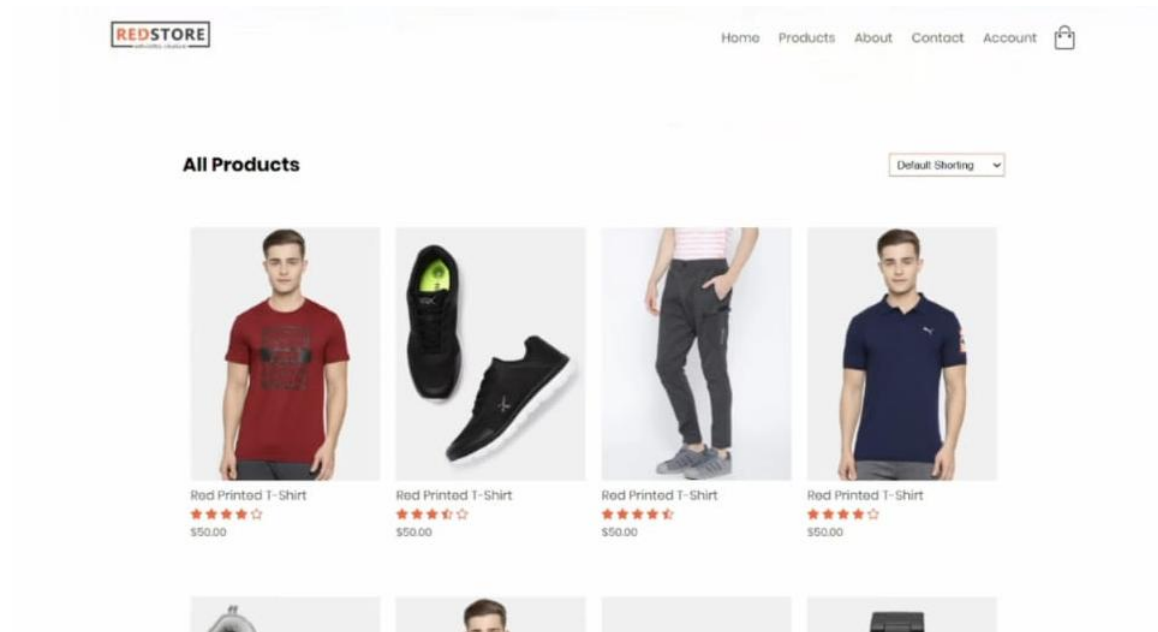 REDSTORE
Home Products About Contact Account
All Products
Default Shorting
Red Printed T-Shirt
Red Printed T-Shirt
Red Printed T-Shirt
Red Printed T-Shirt
$50.00
$50.00
$50.00
$50.00